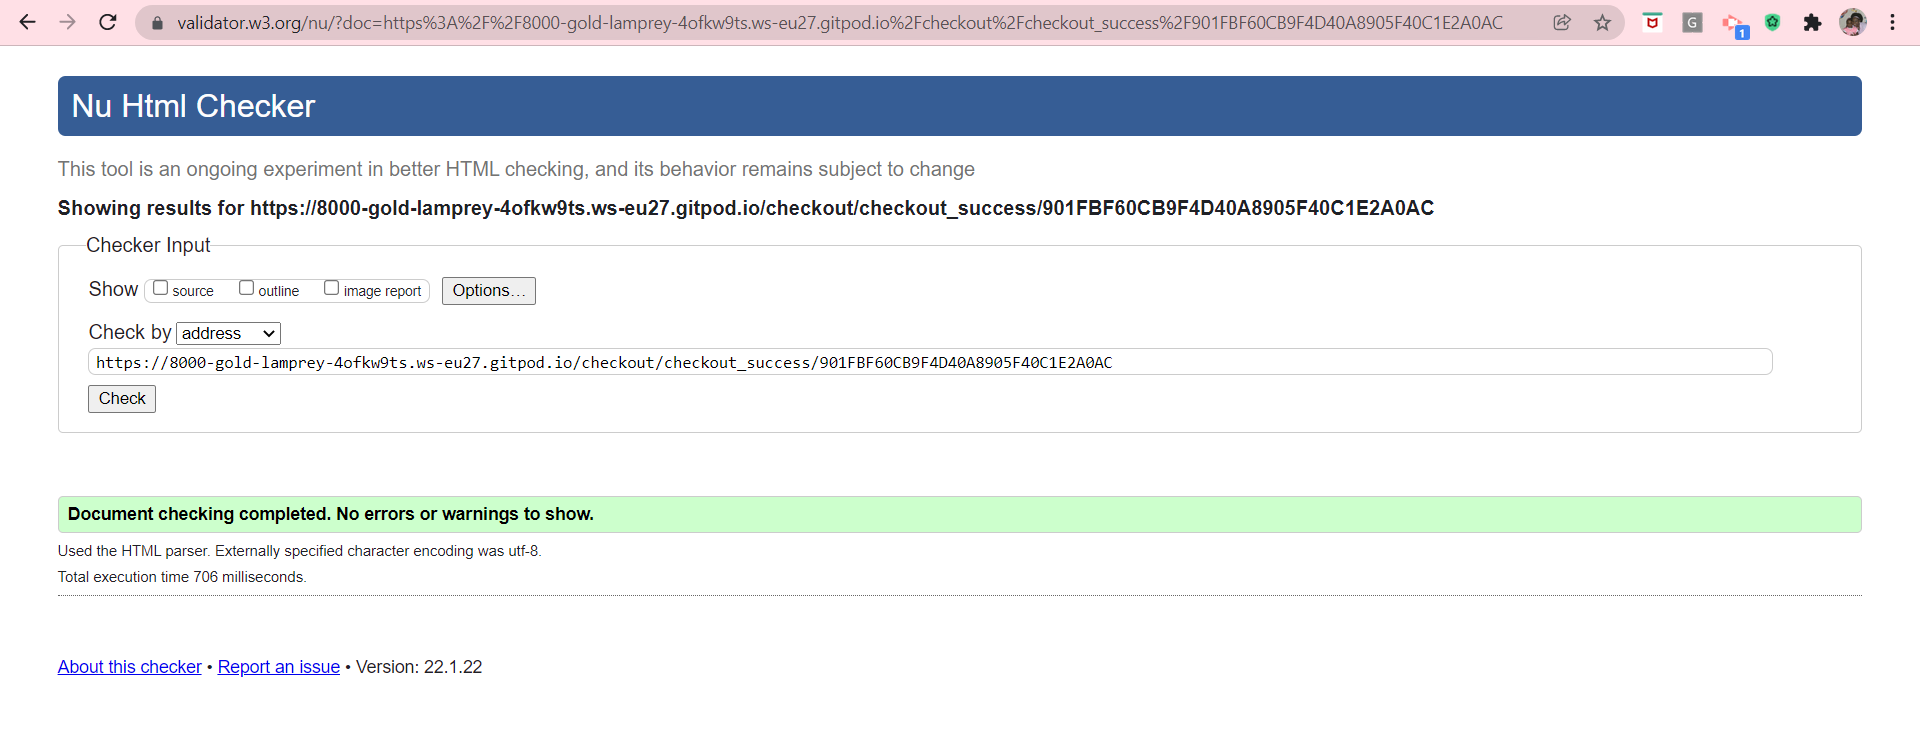 validator.w3.org/nu/?doc=https%3A%2F%2F8000-gold-lamprey-4ofkw9ts.ws-eu27.gitpod.io%2Fcheckout%2Fcheckout_success%2F901FBF60CB9F4D40A8905F40C1E2A0AC
G
1
Nu Html Checker
This tool is an ongoing experiment in better HTML checking, and its behavior remains subject to change
Showing results for https://8000-gold-lamprey-4ofkw9ts.ws-eu27.gitpod.io/checkout/checkout_success/901FBF60CB9F4D40A8905F40C1E2A0AC
Checker Input
Show source outline image report Options...
Check by address
https://8000-gold-lamprey-4ofkw9ts.ws-eu27.gitpod.io/checkout/checkout_success/901FBF60CB9F4D40A8905F40C1E2A0AC
Check
Document checking completed. No errors or warnings to show.
Used the HTML parser. Externally specified character encoding was utf-8.
Total execution time 706 milliseconds.
About this checker • Report an issue • Version: 22.1.22